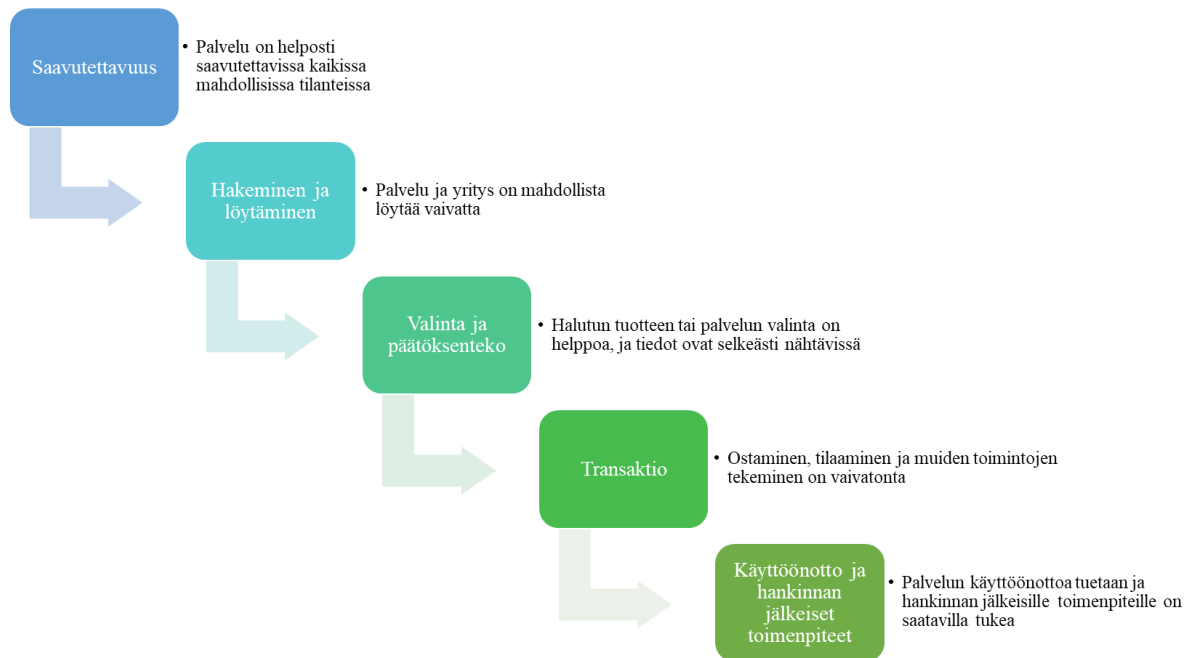 Saavutettavuus
• Palvelu on helposti
saavutettavissa kaikissa
mahdollisissa tilanteissa
Hakeminen ja
löytäminen
• Palvelu ja yritys on mahdollista
löytää vaivatta
Valinta ja
päätöksenteko
• Halutun tuotteen tai palvelun valinta on
helppoa, ja tiedot ovat selkeästi nähtävissä
Transaktio
• Ostaminen, tilaaminen ja muiden toimintojen
tekeminen on vaivatonta
Käyttöönotto ja
hankinnan
jälkeiset
toimenpiteet
• Palvelun käyttöönottoa tuetaan ja
hankinnan jälkeisille toimenpiteille on
saatavilla tukea